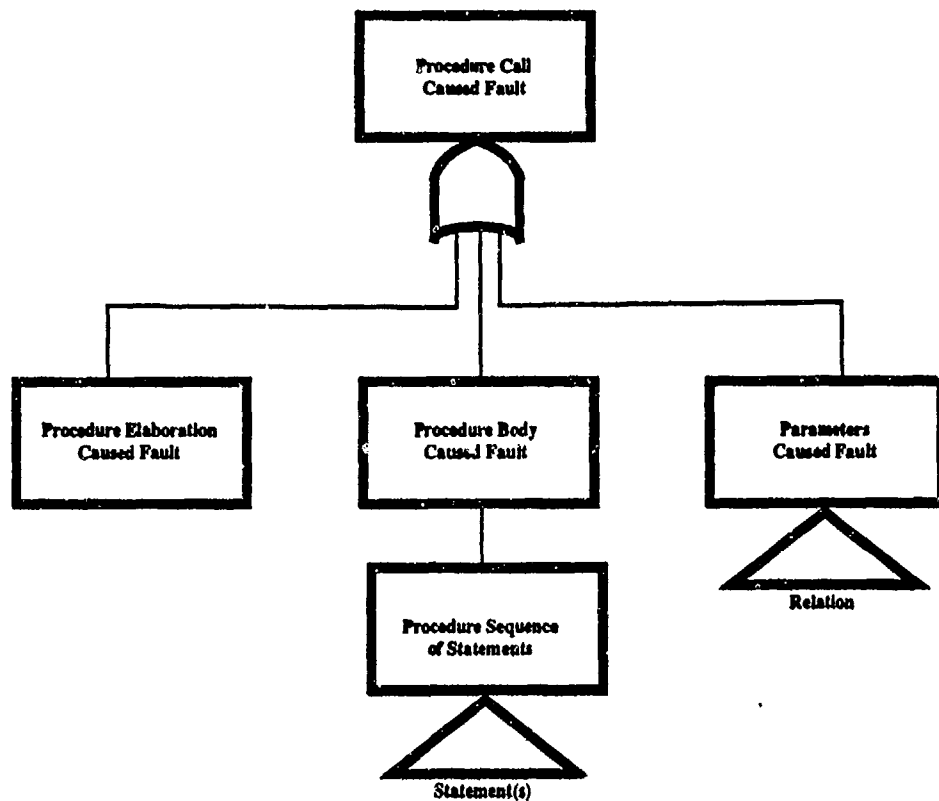 Procedure Call
Caused Fault
Procedure Elaboration
Caused Fault
Procedure Body
Caused Fault
Parameters
Caused Fault
Relation
Procedure Sequence
of Statements
Statement(s)